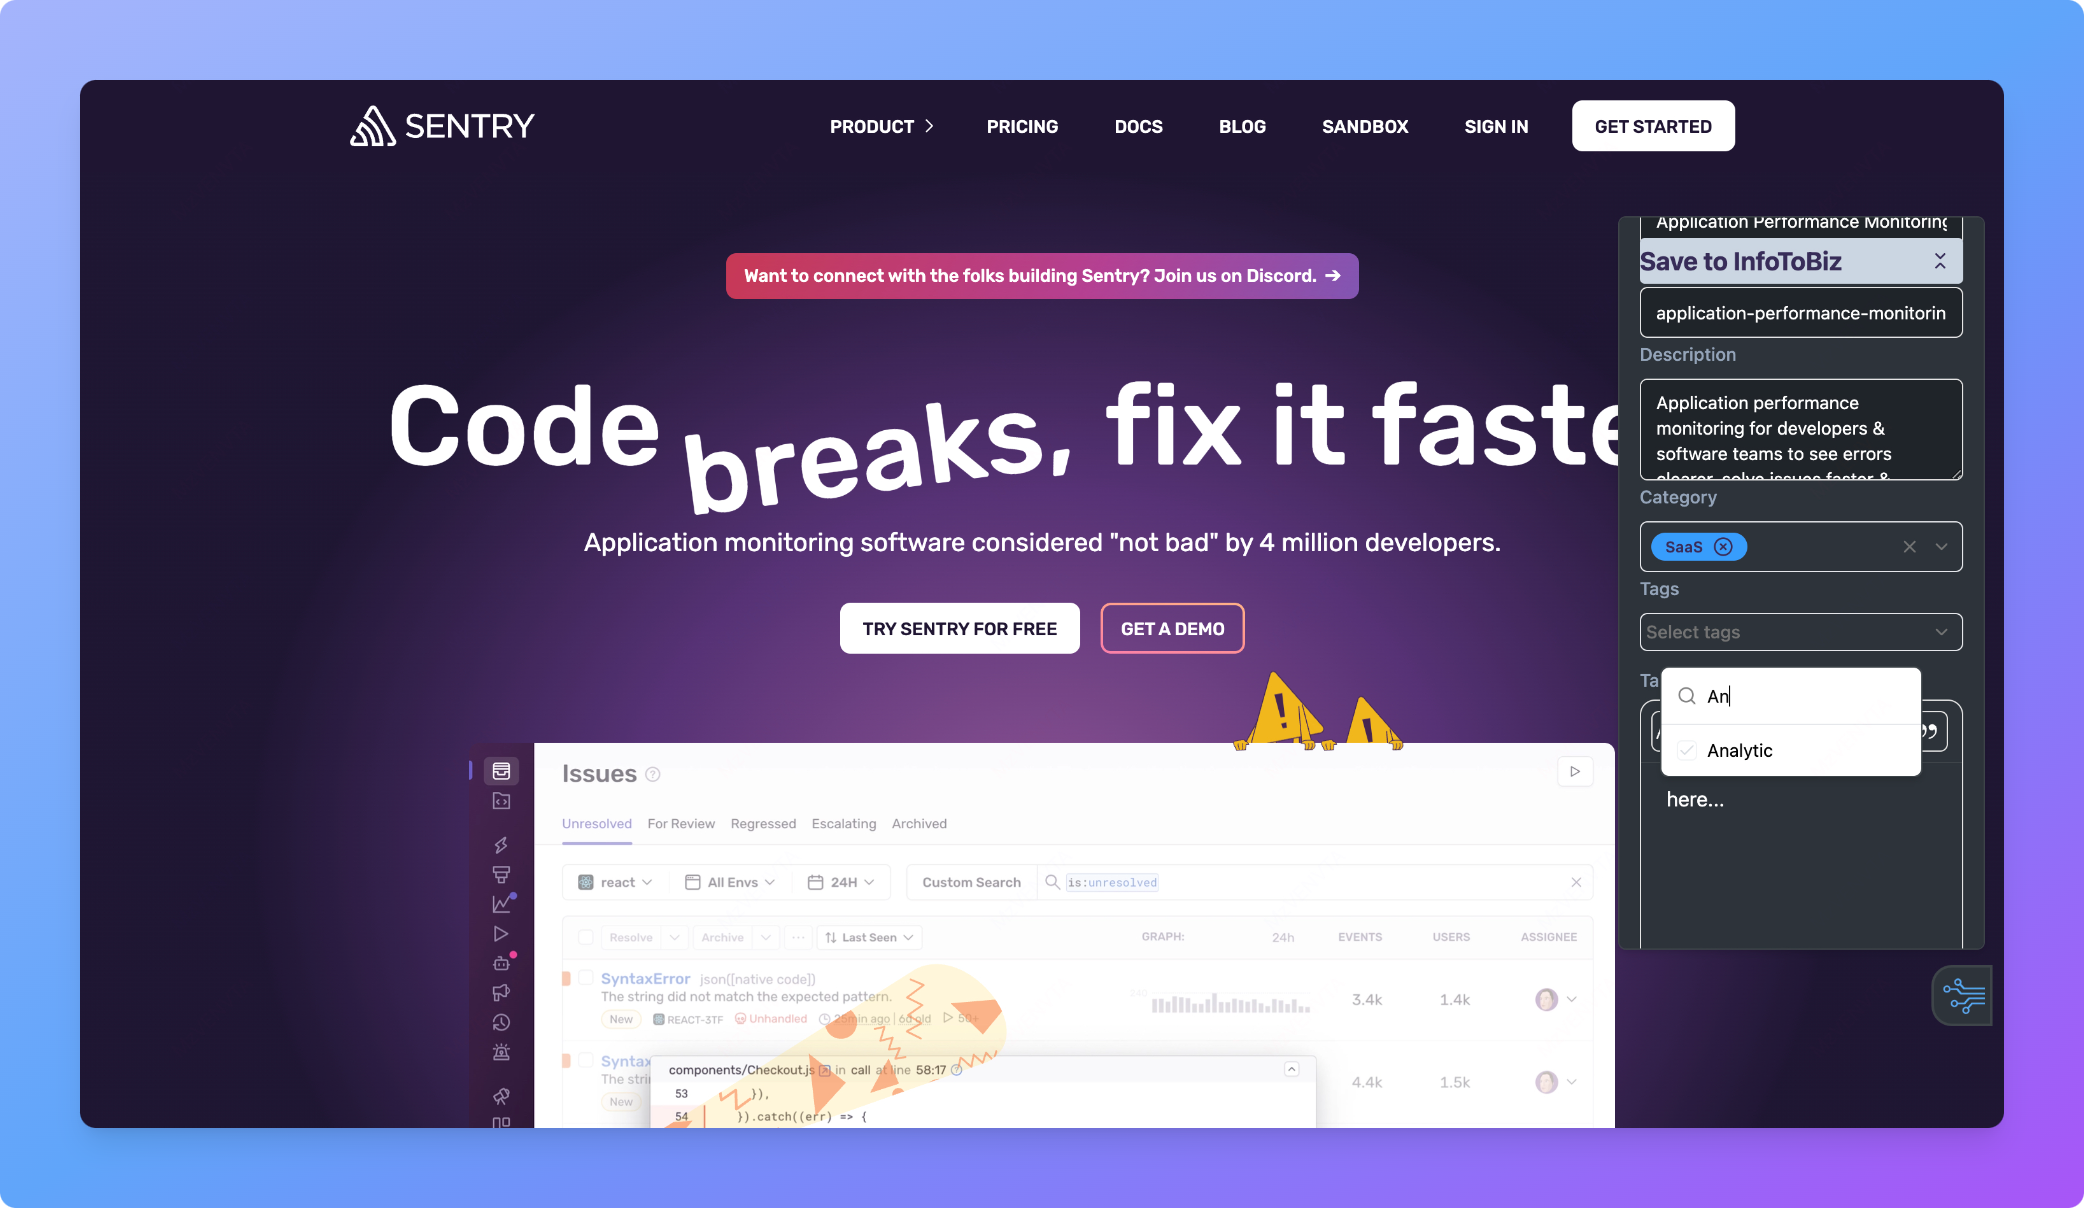 SENTRY
PRODUCT
PRICING
DOCS
BLOG
SANDBOX
SIGN IN
GET STARTED
Want to connect with the folks building Sentry? Join us on Discord. →
Code breaks, fix it faste
Application monitoring software considered "not bad" by 4 million developers.
TRY SENTRY FOR FREE
GET A DEMO
Issues
Unresolved For Review Regressed Escalating Archived
react
All Envs
24H
Custom Search
is:unresolved
Resolve
Archive
Last Seen
GRAPH:
24h
EVENTS
USERS
ASSIGNEE
SyntaxError json([native code])
The string did not match the expected pattern.
New
REACT-3TF
Unhandled
25min ago | 6d old
50+
3.4k
1.4k
Syntax
The stri
New
4.4k
1.5k
components/Checkout.js in call at line 58:17
53 }),
54 }).catch((err) => {
Application Performance Monitoring
Save to InfoToBiz
application-performance-monitorin
Description
Application performance
monitoring for developers &
software teams to see errors
clearer, solve issues faster &
Category
SaaS
Tags
Select tags
Ta
An
Analytic
here...